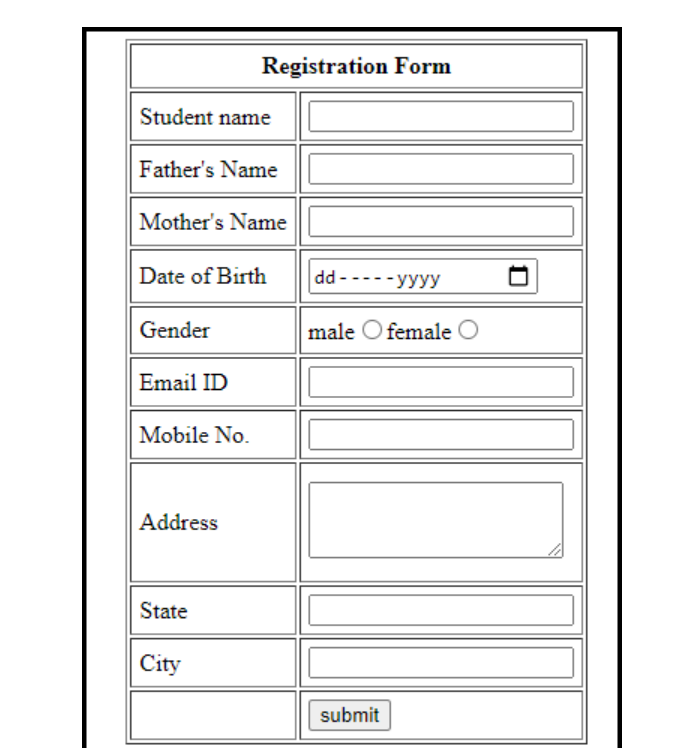 Registration Form
Student name
Father's Name
Mother's Name
Date of Birth dd-----yyyy
Gender male female
Email ID
Mobile No.
Address
State
City
submit